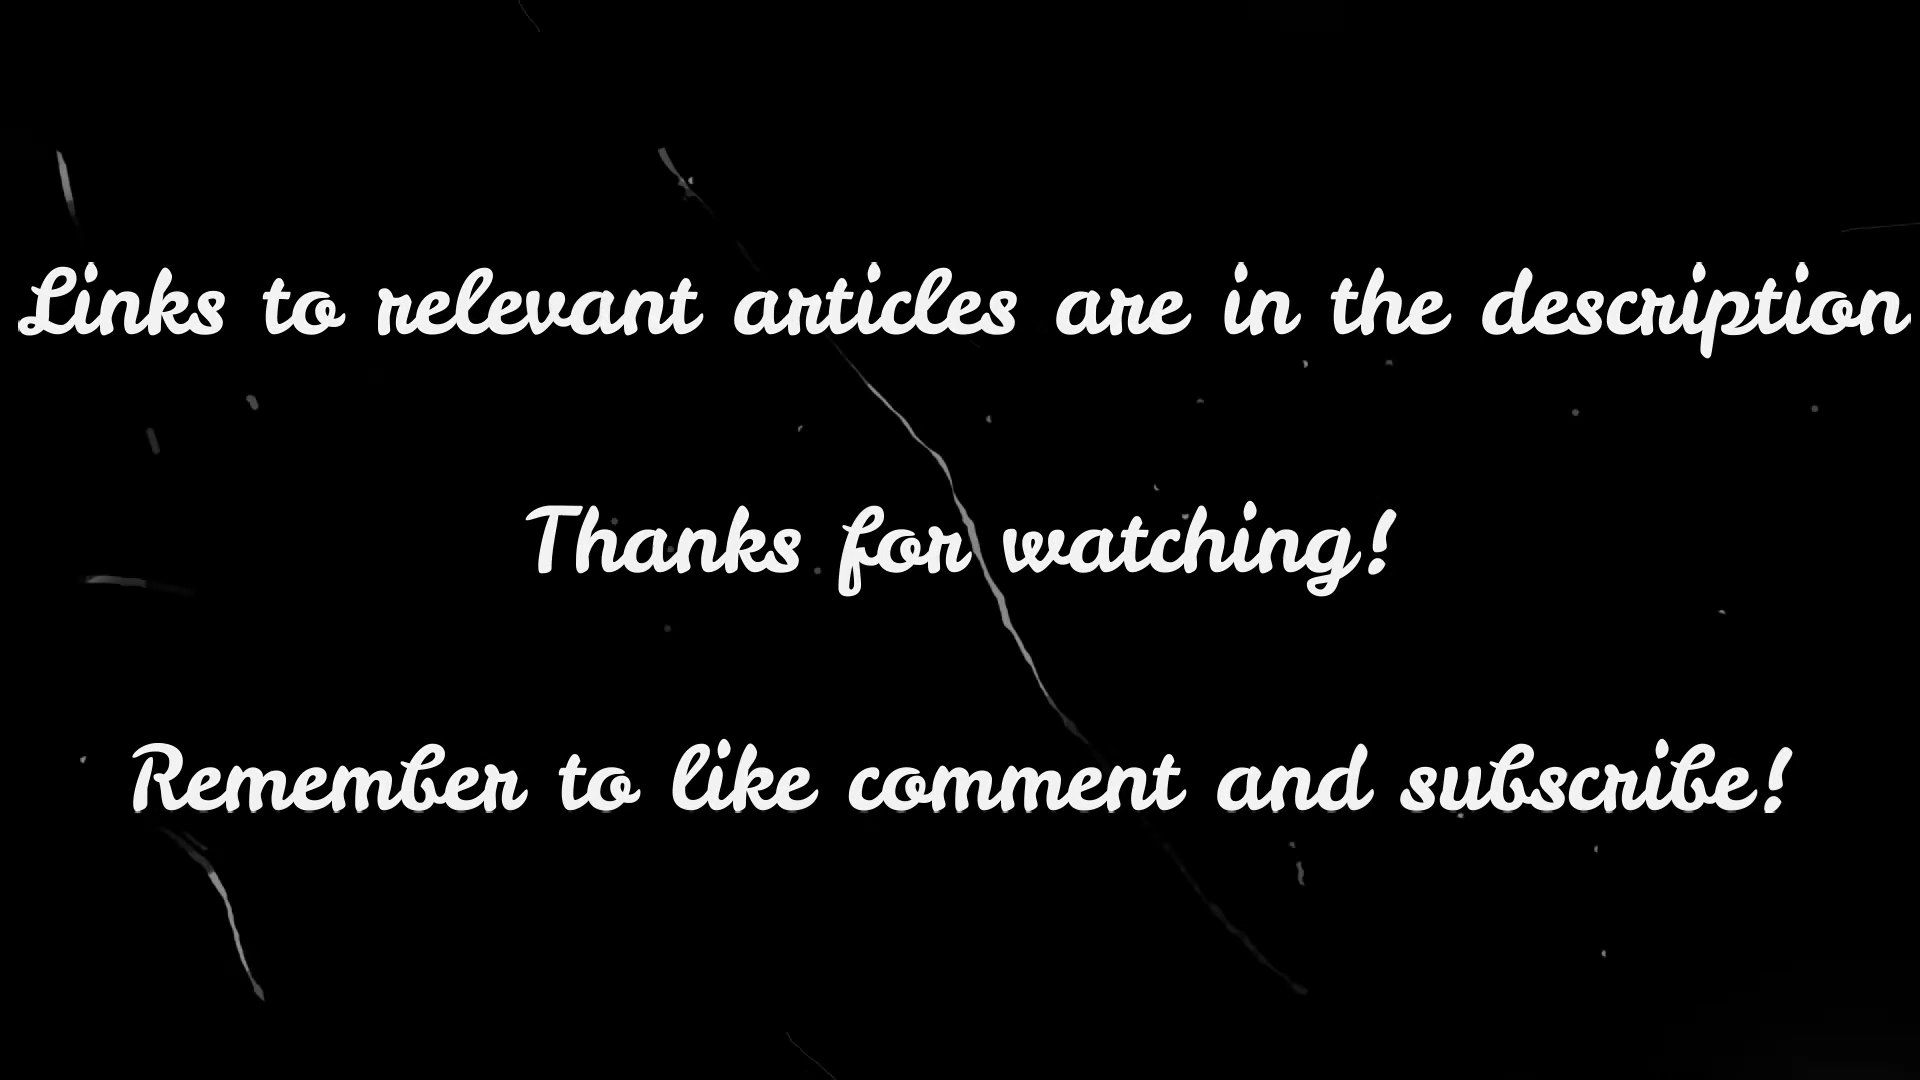 Links to relevant articles are in the description
Thanks for watching!
Remember to like comment and subscribe!